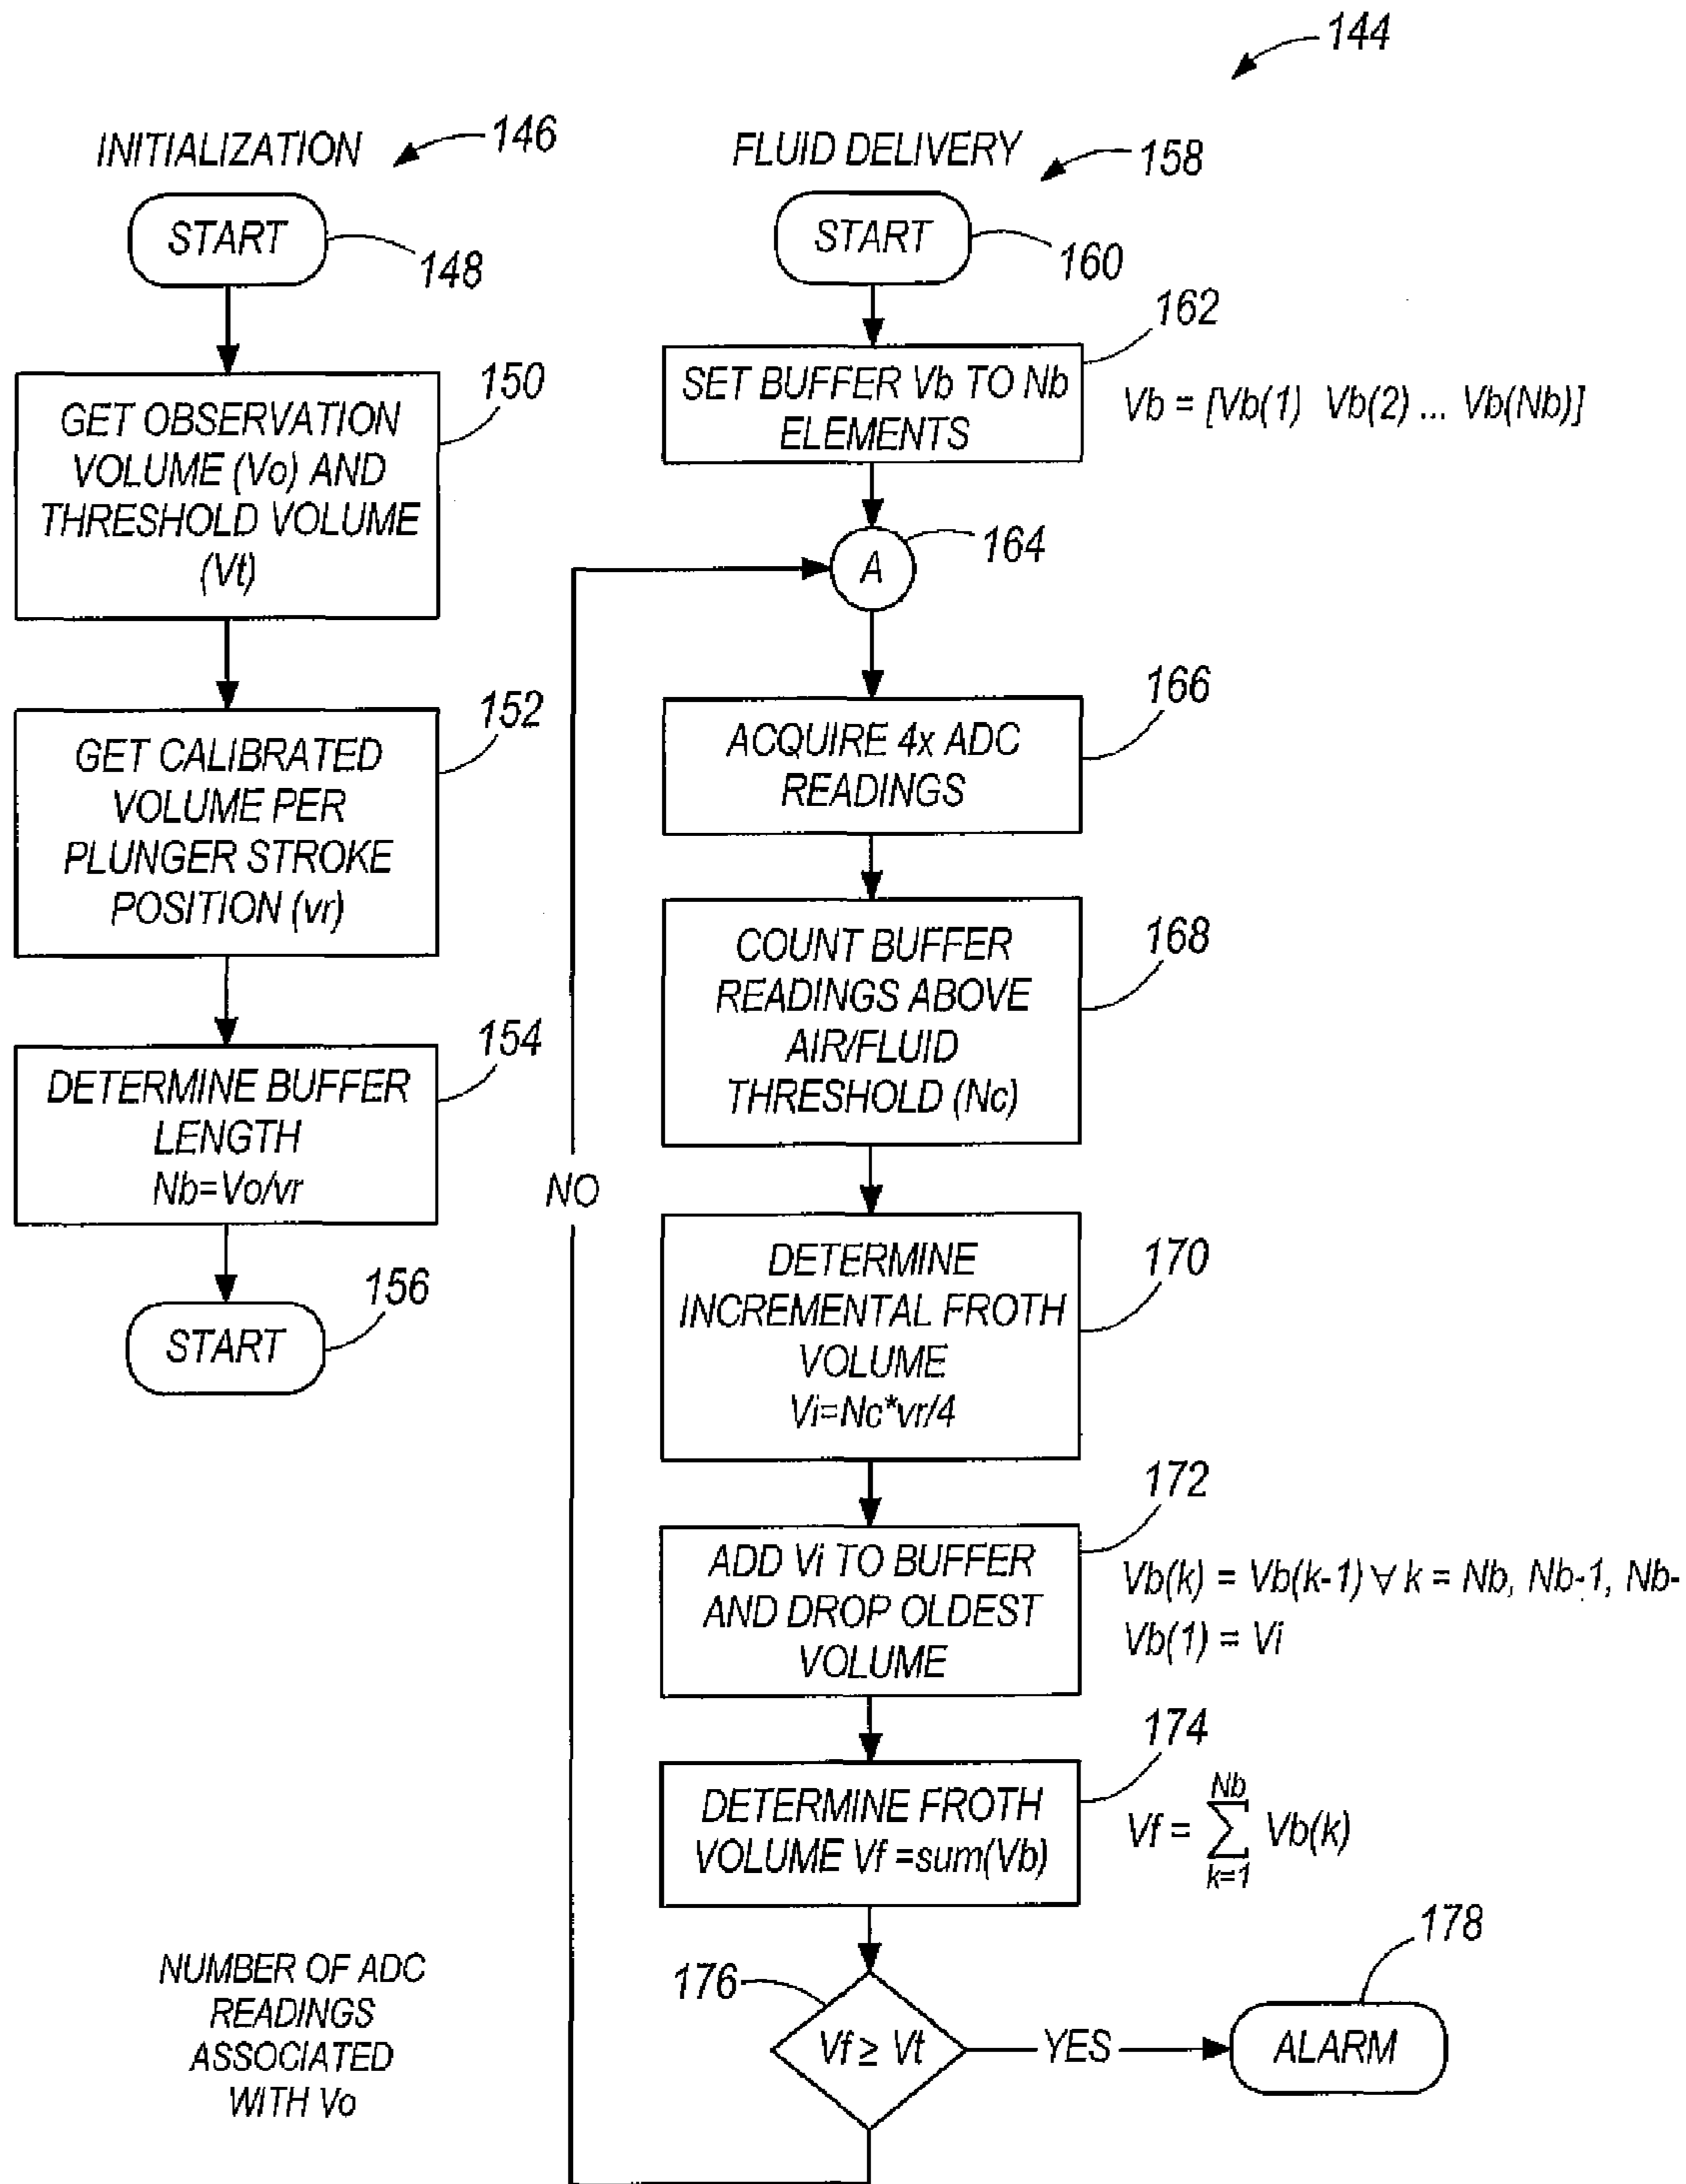 144
INITIALIZATION
146
START
148
GET OBSERVATION
VOLUME (Vo) AND
THRESHOLD VOLUME
(Vt)
150
GET CALIBRATED
VOLUME PER
PLUNGER STROKE
POSITION (vr)
152
DETERMINE BUFFER
LENGTH
Nb=Vo/vr
154
START
156
NUMBER OF ADC
READINGS
ASSOCIATED
WITH Vo
FLUID DELIVERY
158
START
160
SET BUFFER Vb TO Nb
ELEMENTS
162
Vb = [Vb(1) Vb(2) ... Vb(Nb)]
A
164
ACQUIRE 4x ADC
READINGS
166
COUNT BUFFER
READINGS ABOVE
AIR/FLUID
THRESHOLD (Nc)
168
NO
DETERMINE
INCREMENTAL FROTH
VOLUME
Vi=Nc*vr/4
170
ADD Vi TO BUFFER
AND DROP OLDEST
VOLUME
172
Vb(k) = Vb(k-1) ∀ k = Nb, Nb-1, Nb-
Vb(1) = Vi
DETERMINE FROTH
VOLUME Vf =sum(Vb)
174
Nb
Vf = ∑ Vb(k)
k=1
176
Vf ≥ Vt
YES
ALARM
178